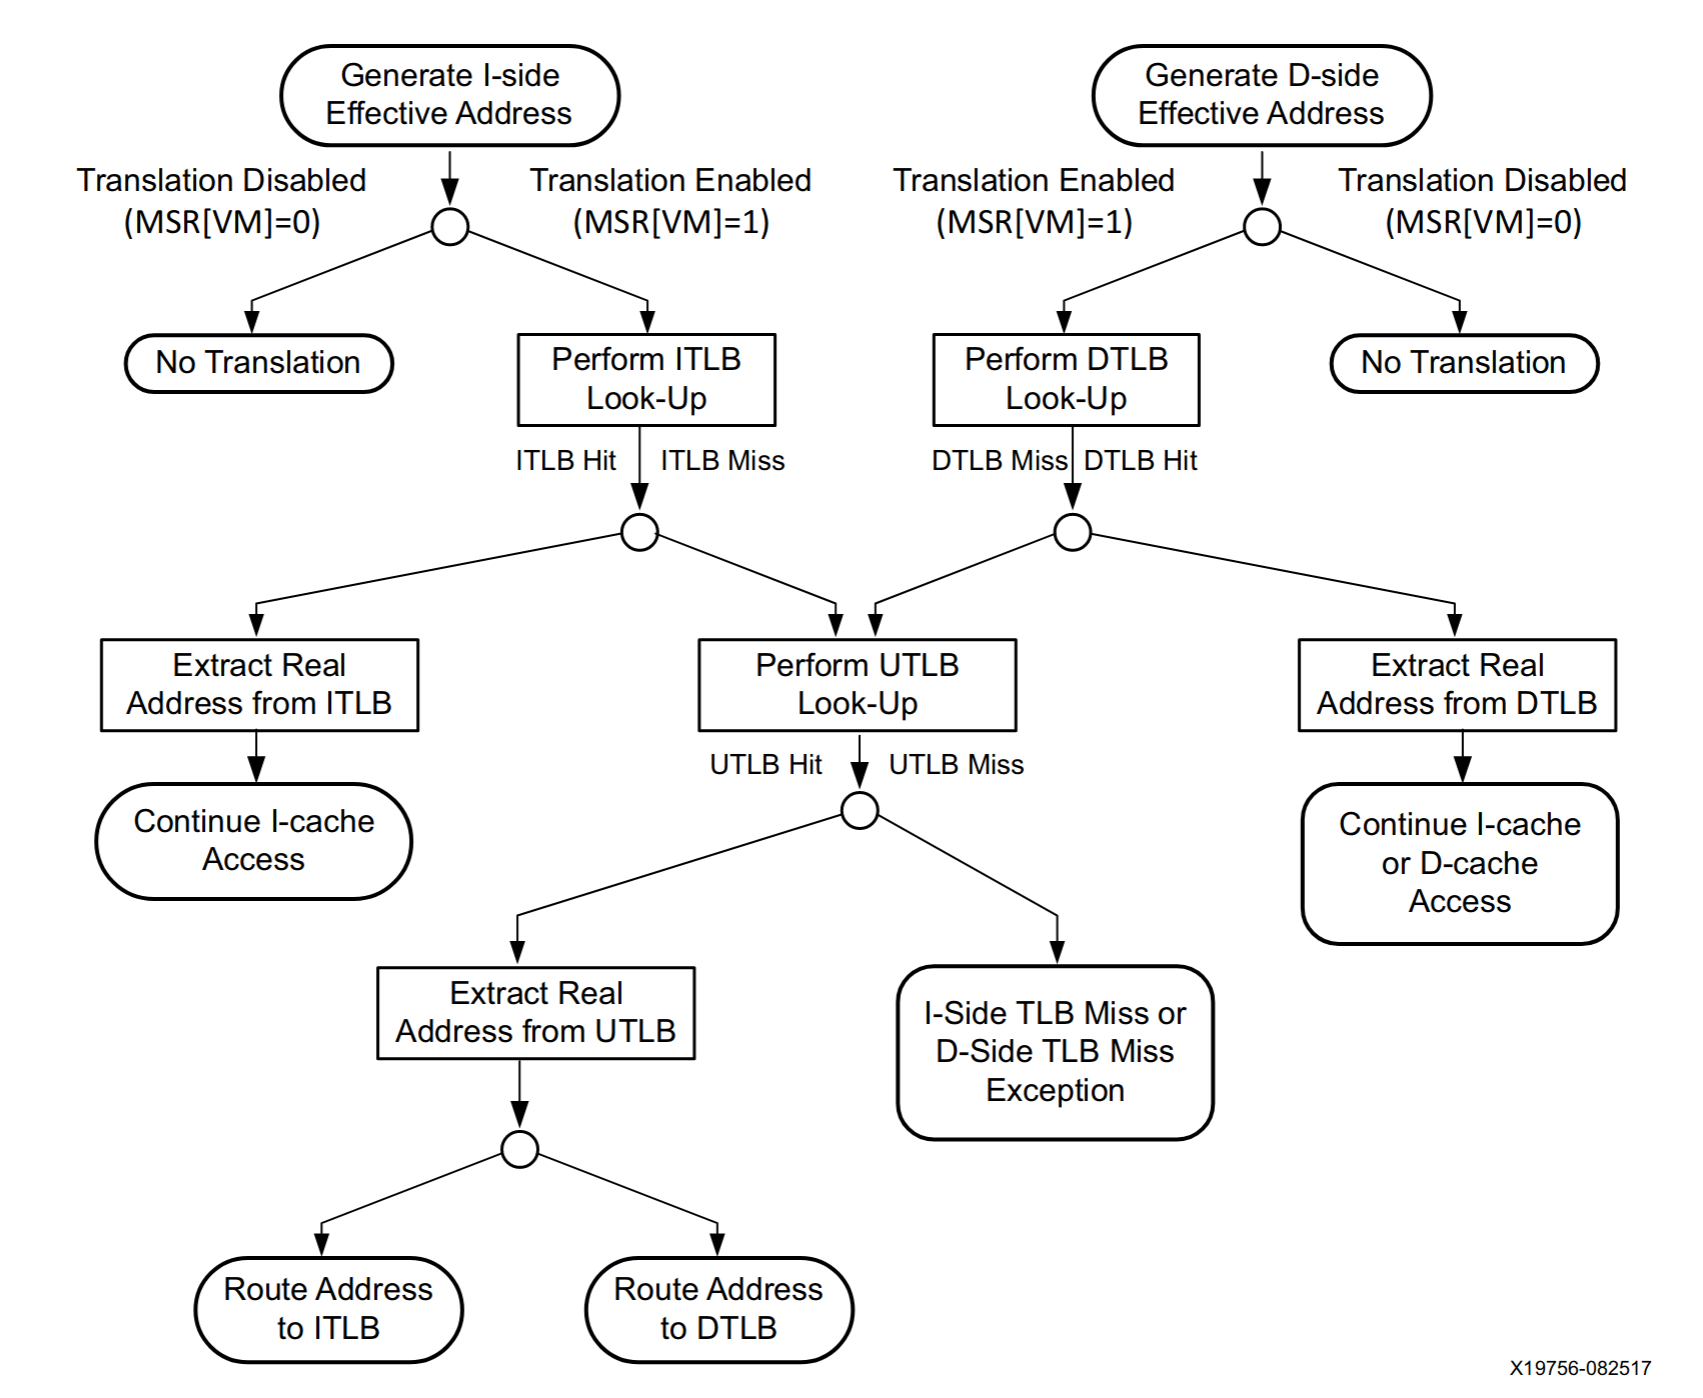 Generate I-side
Effective Address
Generate D-side
Effective Address
Translation Disabled
(MSR[VM]=0)
Translation Enabled
(MSR[VM]=1)
Translation Enabled
(MSR[VM]=1)
Translation Disabled
(MSR[VM]=0)
No Translation
Perform ITLB
Look-Up
Perform DTLB
Look-Up
No Translation
ITLB Hit
ITLB Miss
DTLB Miss
DTLB Hit
Extract Real
Address from ITLB
Perform UTLB
Look-Up
Extract Real
Address from DTLB
UTLB Hit
UTLB Miss
Continue I-cache
Access
Continue I-cache
or D-cache
Access
Extract Real
Address from UTLB
I-Side TLB Miss or
D-Side TLB Miss
Exception
Route Address
to ITLB
Route Address
to DTLB
X19756-082517